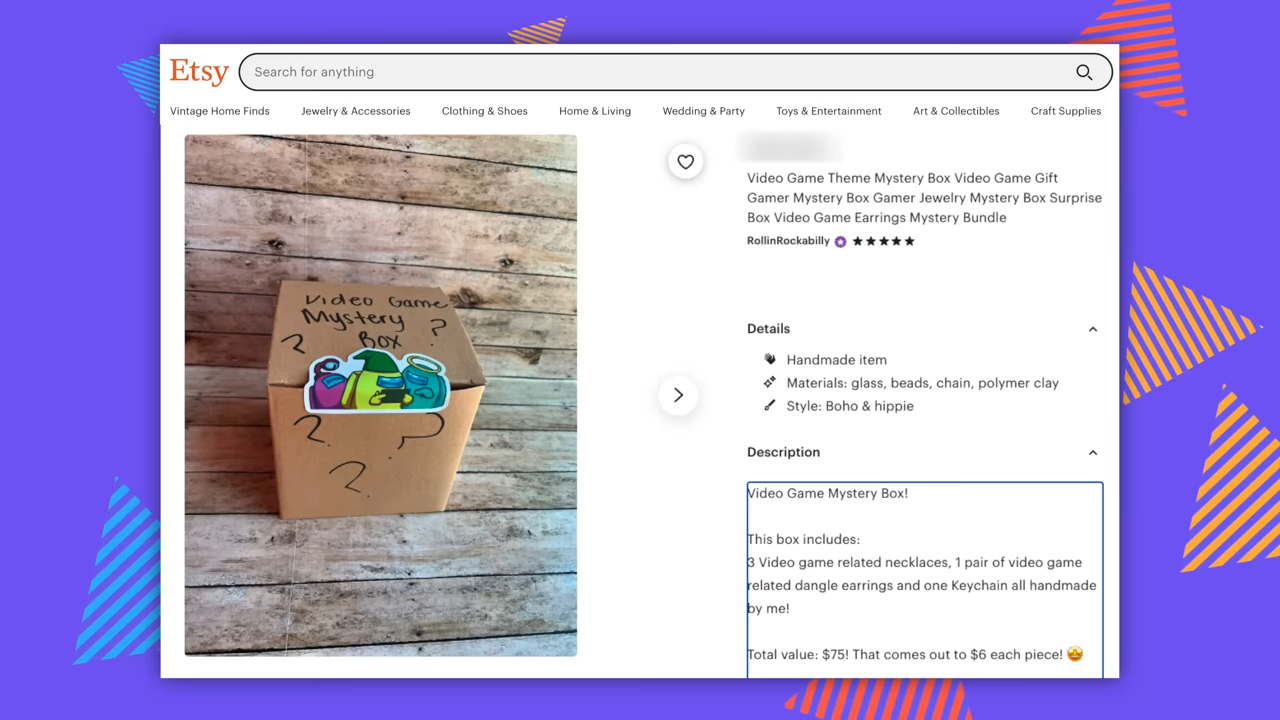 Etsy
Search for anything
Vintage Home Finds
Jewelry & Accessories
Clothing & Shoes
Home & Living
Wedding & Party
Toys & Entertainment
Art & Collectibles
Craft Supplies
Video Game
Mystery
Box
? ?
? ?
?
Video Game Theme Mystery Box Video Game Gift
Gamer Mystery Box Gamer Jewelry Mystery Box Surprise
Box Video Game Earrings Mystery Bundle
RollinRockabilly
Details
Handmade item
Materials: glass, beads, chain, polymer clay
Style: Boho & hippie
Description
Video Game Mystery Box!
This box includes:
3 Video game related necklaces, 1 pair of video game
related dangle earrings and one Keychain all handmade
by me!
Total value: $75! That comes out to $6 each piece! 🤩